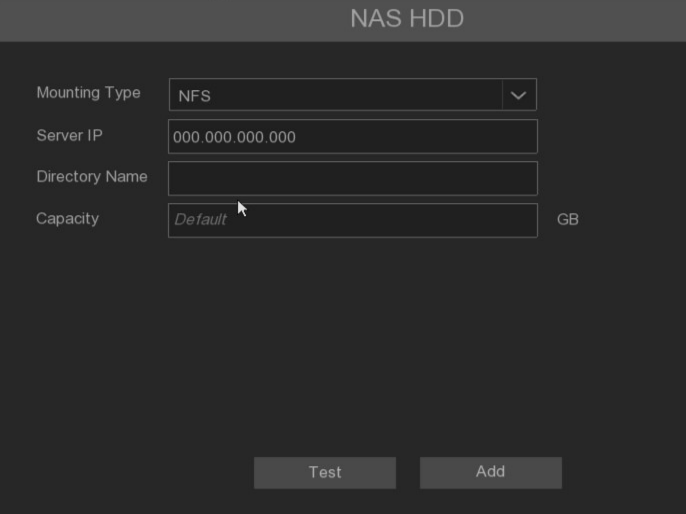 NAS HDD
Mounting Type NFS
Server IP 000.000.000.000
Directory Name
Capacity Default GB
Test Add